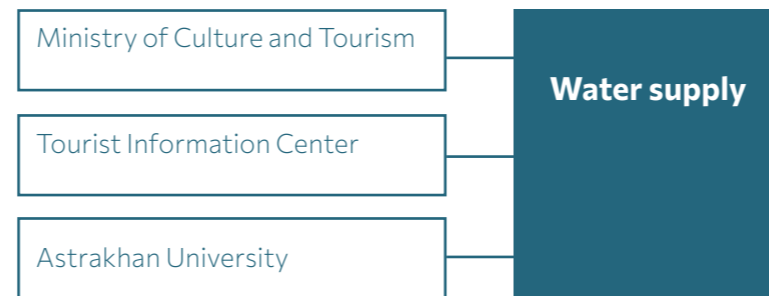 Ministry of Culture and Tourism
Water supply
Tourist Information Center
Astrakhan University